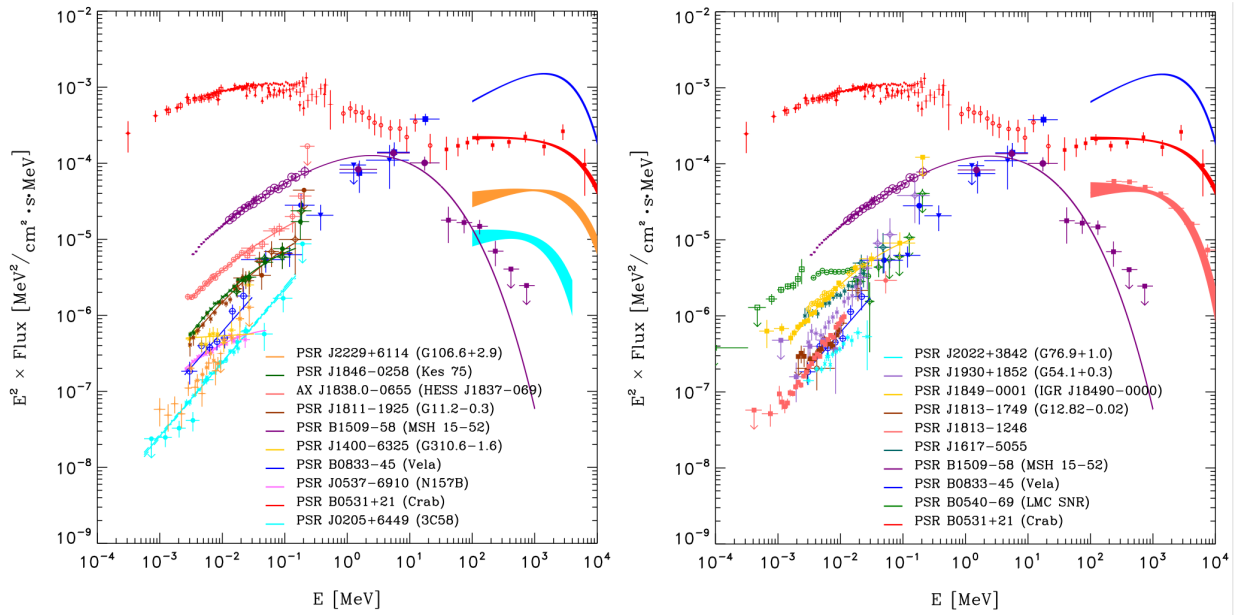 10^-2
10^-3
10^-4
10^-5
10^-6
10^-7
10^-8
10^-9
E^2 × Flux [MeV^2/cm^2·s·MeV]
PSR J2229+6114 (G106.6+2.9)
PSR J1846-0258 (Kes 75)
AX J1838.0-0655 (HESS J1837-069)
PSR J1811-1925 (G11.2-0.3)
PSR B1509-58 (MSH 15-52)
PSR J1400-6325 (G310.6-1.6)
PSR B0833-45 (Vela)
PSR J0537-6910 (N157B)
PSR B0531+21 (Crab)
PSR J0205+6449 (3C58)
10^-4 10^-3 10^-2 10^-1 10^0 10^1 10^2 10^3 10^4
E [MeV]
10^-2
10^-3
10^-4
10^-5
10^-6
10^-7
10^-8
10^-9
E^2 × Flux [MeV^2/cm^2·s·MeV]
PSR J2022+3842 (G76.9+1.0)
PSR J1930+1852 (G54.1+0.3)
PSR J1849-0001 (IGR J18490-0000)
PSR J1813-1749 (G12.82-0.02)
PSR J1813-1246
PSR J1617-5055
PSR B1509-58 (MSH 15-52)
PSR B0833-45 (Vela)
PSR B0540-69 (LMC SNR)
PSR B0531+21 (Crab)
10^-4 10^-3 10^-2 10^-1 10^0 10^1 10^2 10^3 10^4
E [MeV]